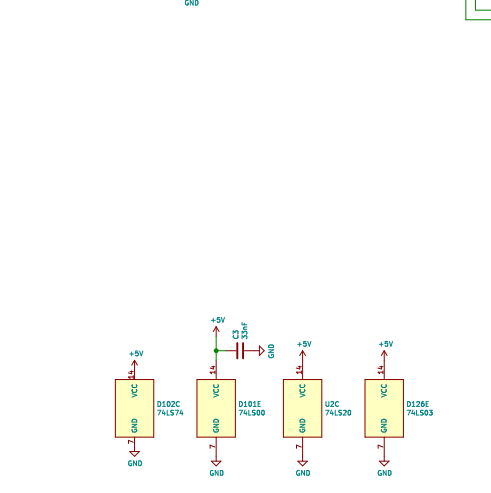 GND
+5V
C3
33nF
GND
+5V
+5V
+5V
14
VCC
GND
7
D102C
74LS74
GND
14
VCC
GND
7
D101E
74LS00
GND
14
VCC
GND
7
U2C
74LS20
GND
14
VCC
GND
7
D126E
74LS03
GND